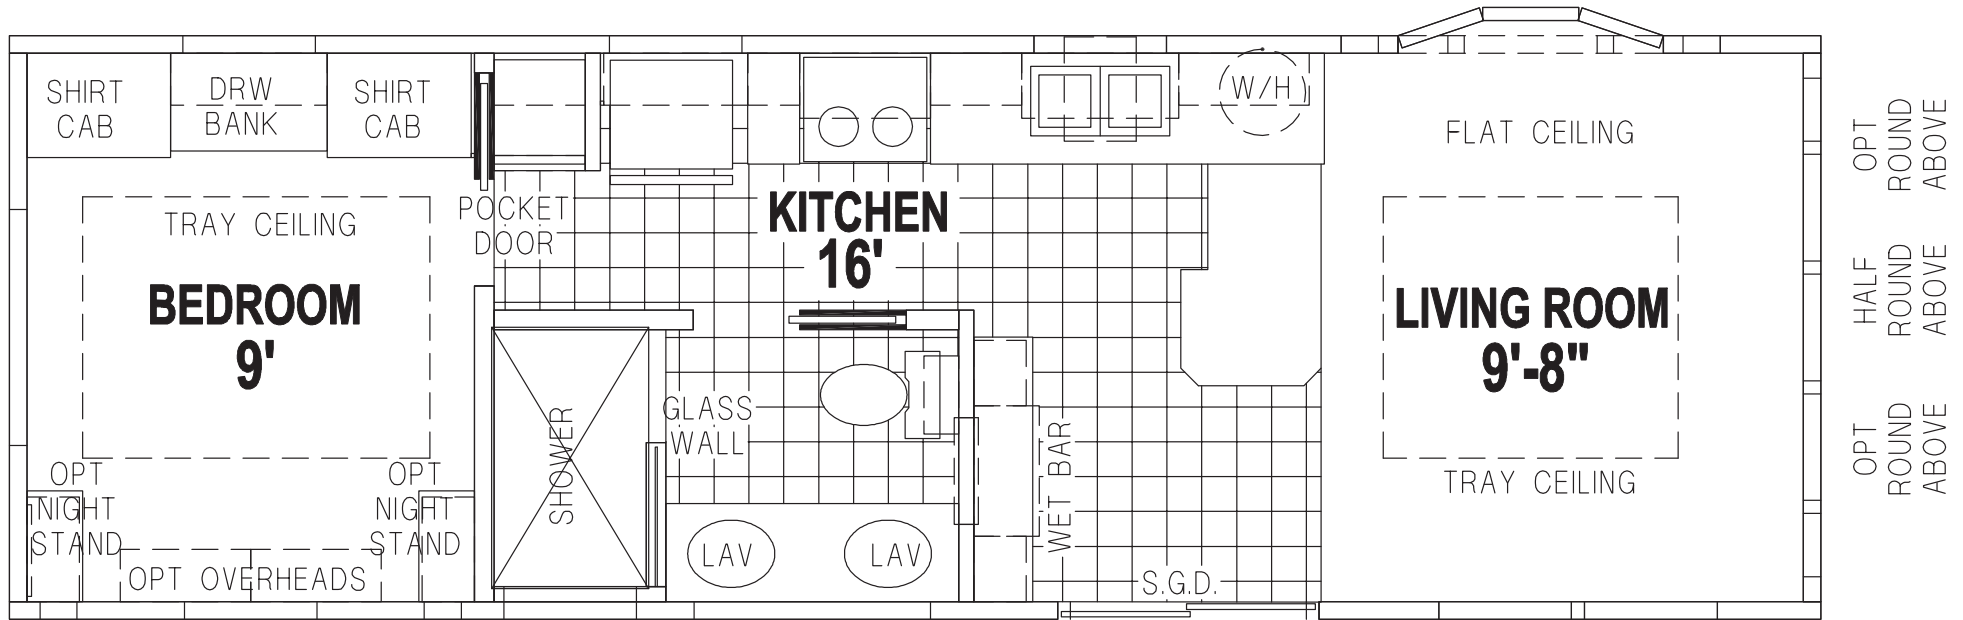 SHIRT
CAB
DRW
BANK
SHIRT
CAB
TRAY CEILING
BEDROOM
9'
OPT
NIGHT
STAND
OPT
NIGHT
STAND
OPT OVERHEADS
POCKET
DOOR
KITCHEN
16'
W/H
SHOWER
GLASS
WALL
LAV
LAV
WET BAR
S.G.D.
FLAT CEILING
LIVING ROOM
9'-8"
TRAY CEILING
OPT
ROUND
ABOVE
HALF
ROUND
ABOVE
OPT
ROUND
ABOVE